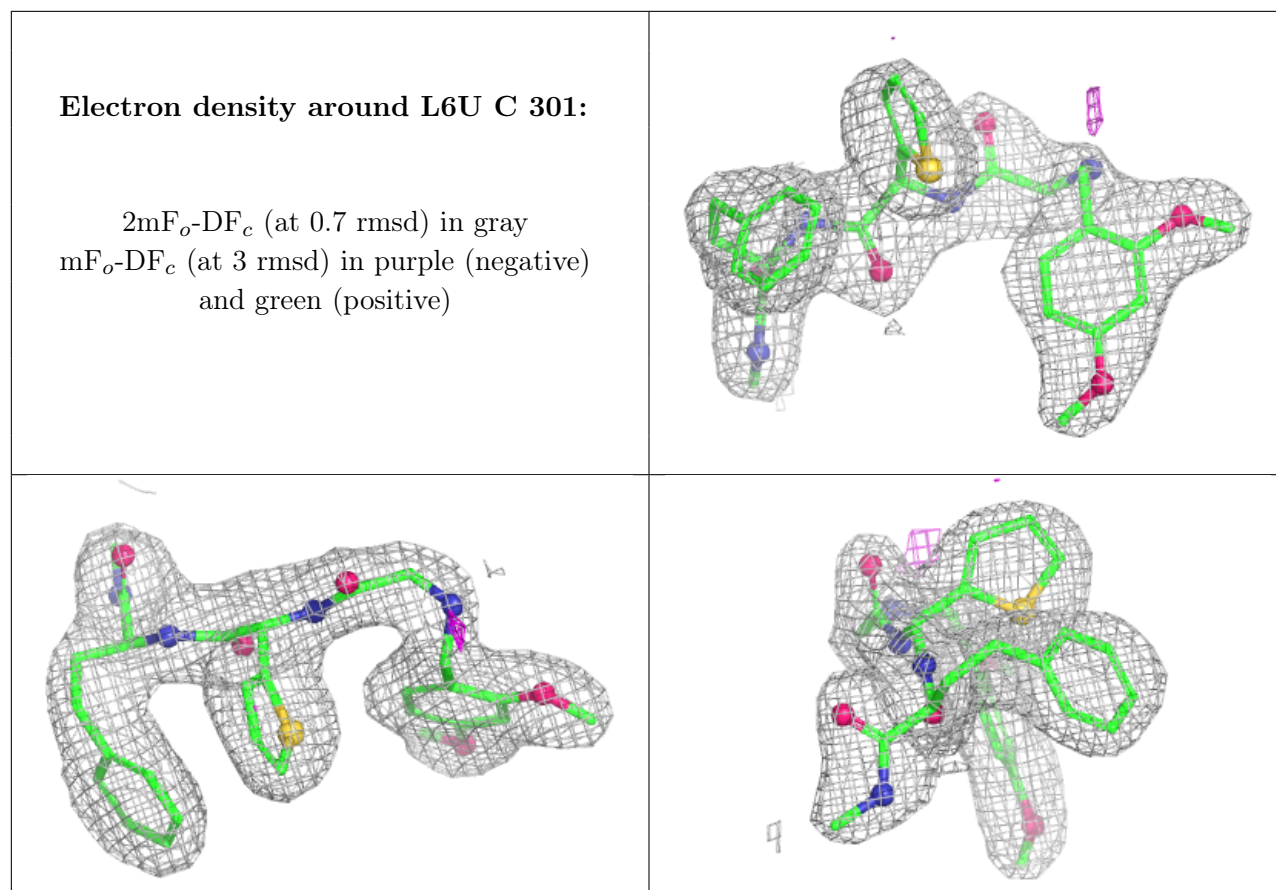 Electron density around L6U C 301:
2mFo-DFc (at 0.7 rmsd) in gray
mFo-DFc (at 3 rmsd) in purple (negative)
and green (positive)